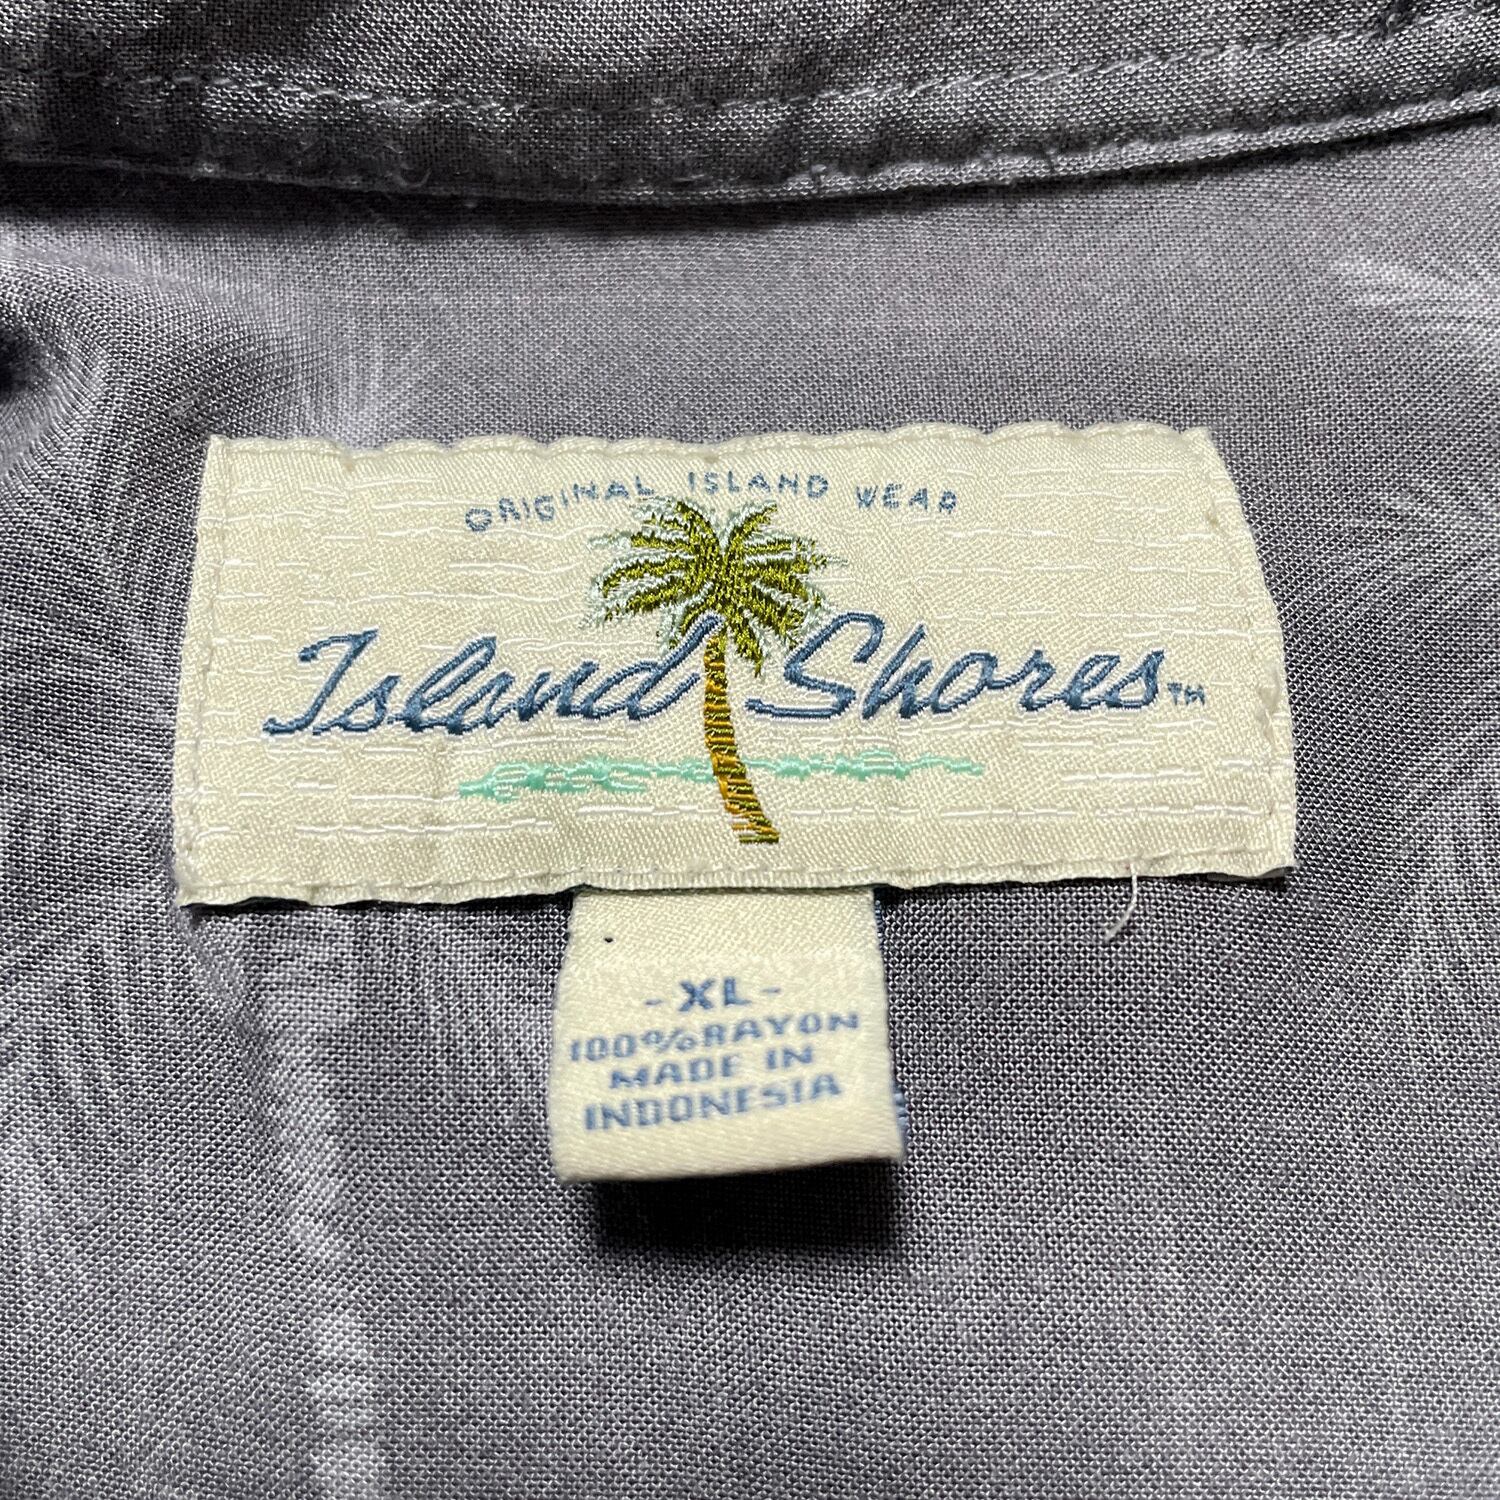 ORIGINAL ISLAND WEAR
Island Shores™
-XL-
100%RAYON
MADE IN
INDONESIA